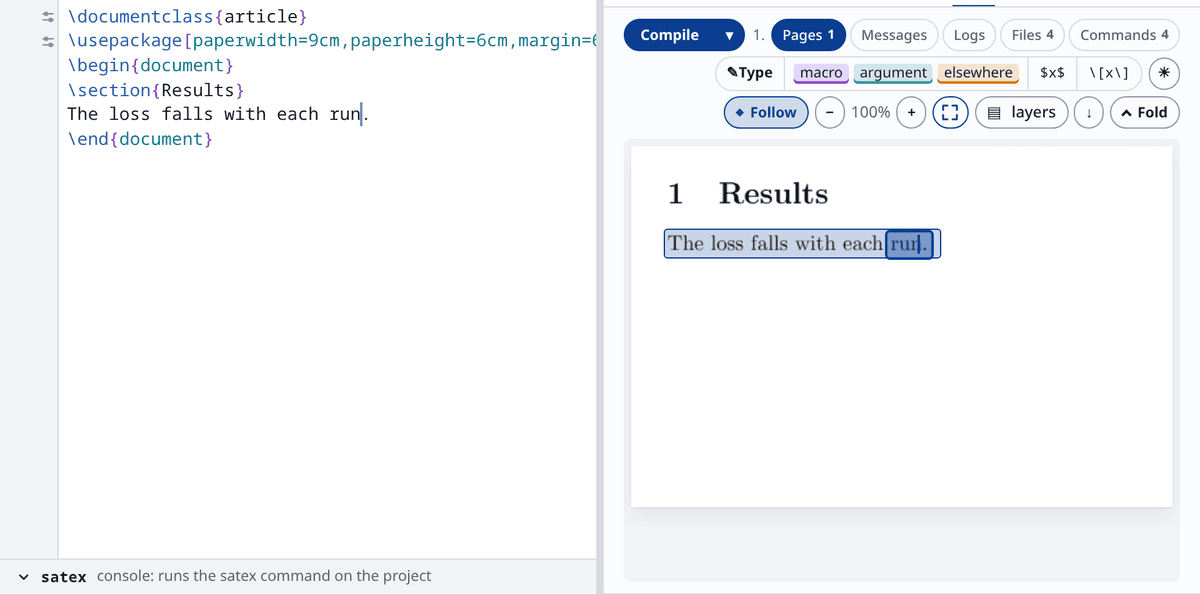 \documentclass{article}
\usepackage[paperwidth=9cm,paperheight=6cm,margin=
\begin{document}
\section{Results}
The loss falls with each run.
\end{document}
satex console: runs the satex command on the project
Compile ▼ 1. Pages 1 Messages Logs Files 4 Commands 4
✎Type macro argument elsewhere $x$ \[x\] ☀
◆ Follow − 100% + layers ↓ Fold
1 Results
The loss falls with each run.